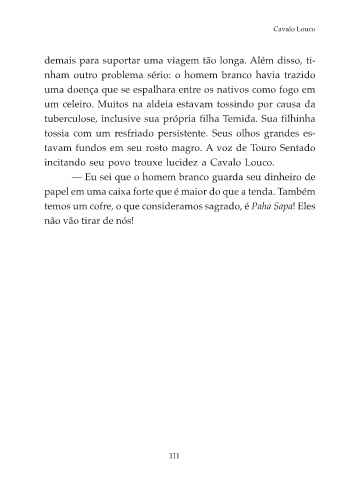 Cavalo Louco
demais para suportar uma viagem tão longa. Além disso, ti-
nham outro problema sério: o homem branco havia trazido
uma doença que se espalhara entre os nativos como fogo em
um celeiro. Muitos na aldeia estavam tossindo por causa da
tuberculose, inclusive sua própria filha Temida. Sua filhinha
tossia com um resfriado persistente. Seus olhos grandes es-
tavam fundos em seu rosto magro. A voz de Touro Sentado
incitando seu povo trouxe lucidez a Cavalo Louco.
— Eu sei que o homem branco guarda seu dinheiro de
papel em uma caixa forte que é maior do que a tenda. Também
temos um cofre, o que consideramos sagrado, é Paha Sapa! Eles
não vão tirar de nós!
111